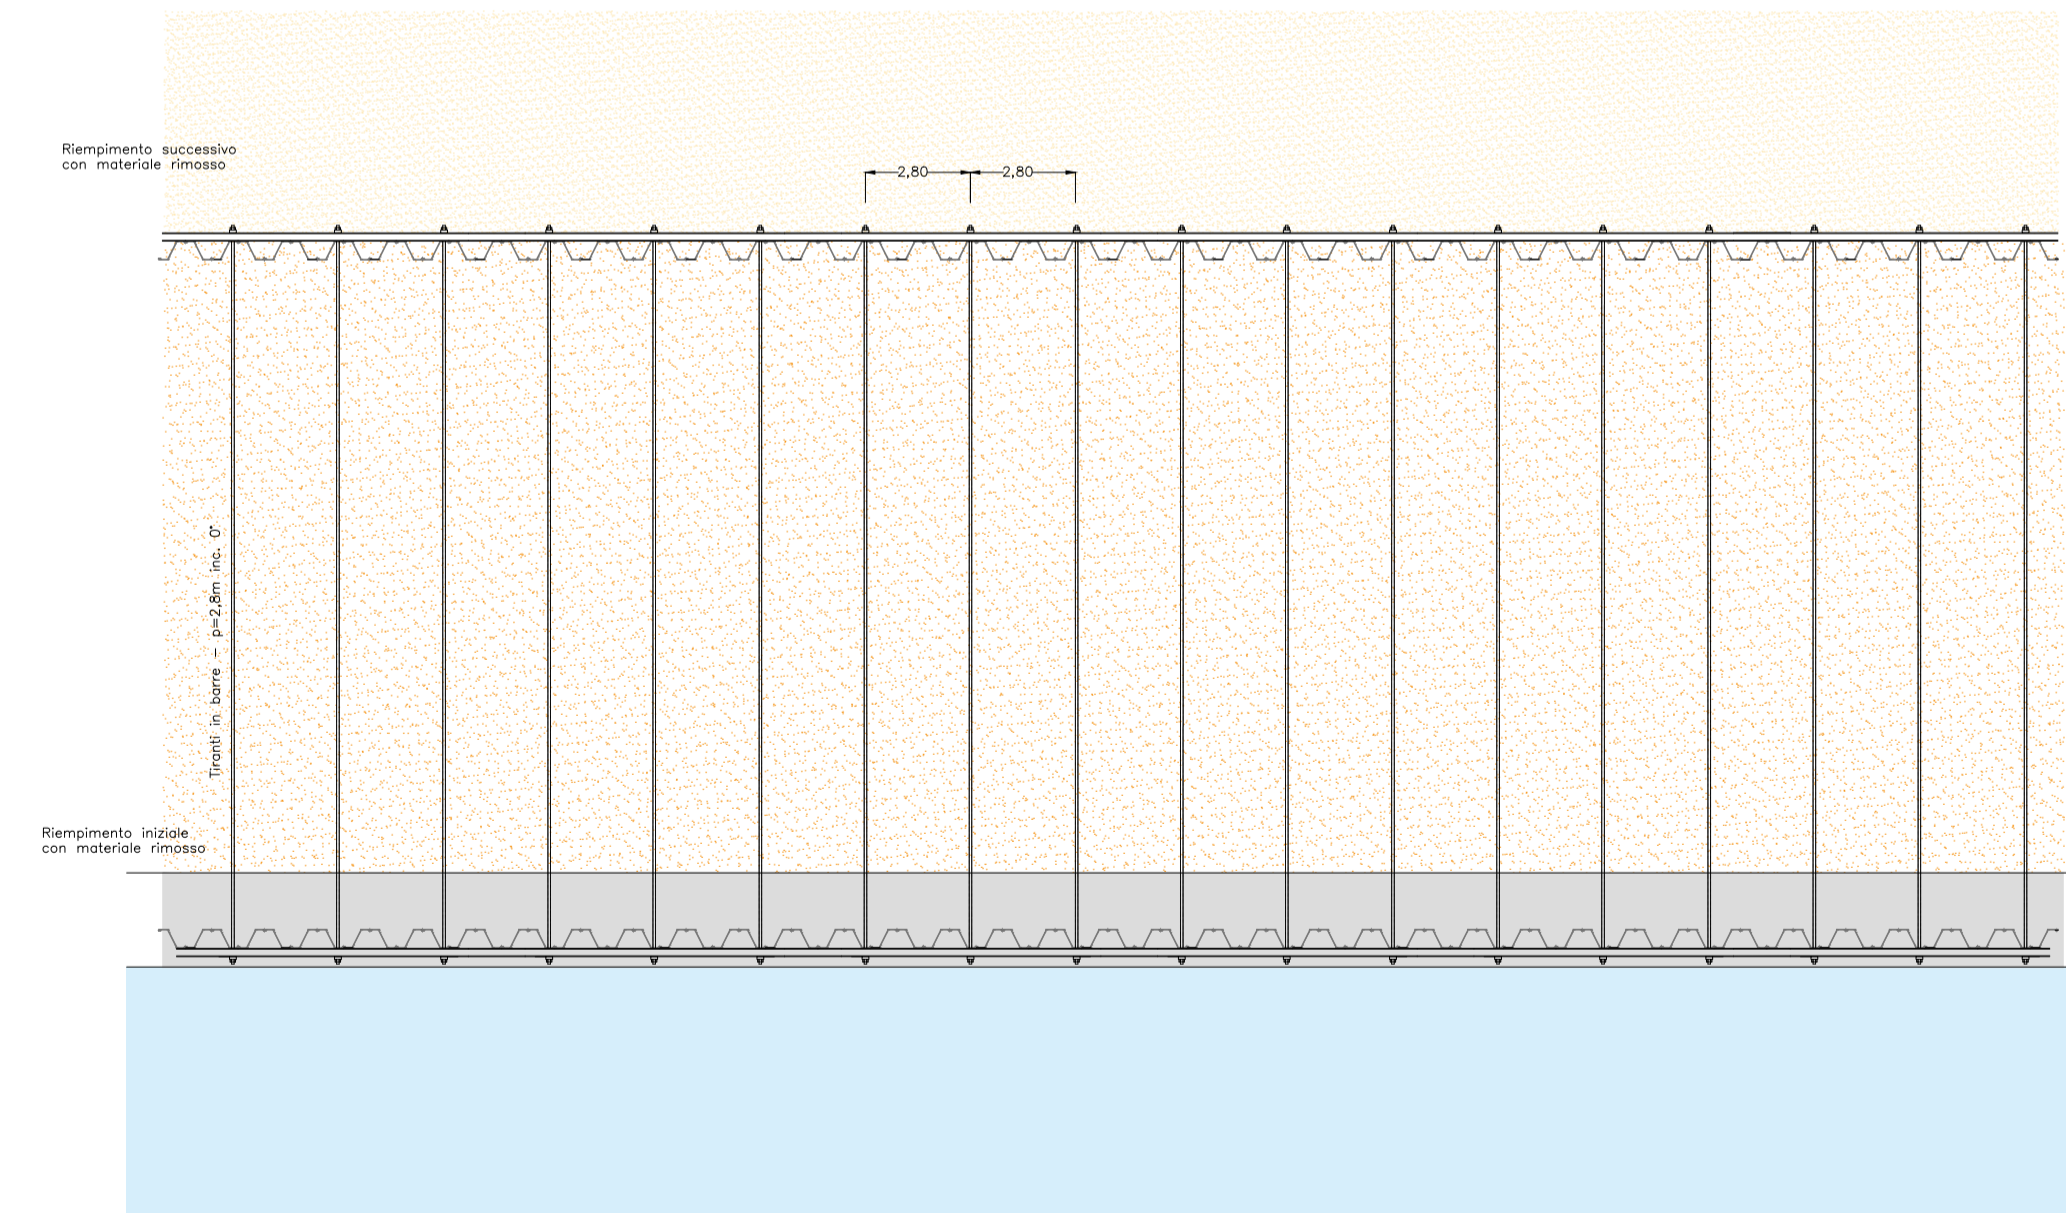 Riempimento successivo
con materiale rimosso
2,80
2,80
Tiranti in barre - p=2,8m inc. 0°
Riempimento iniziale
con materiale rimosso